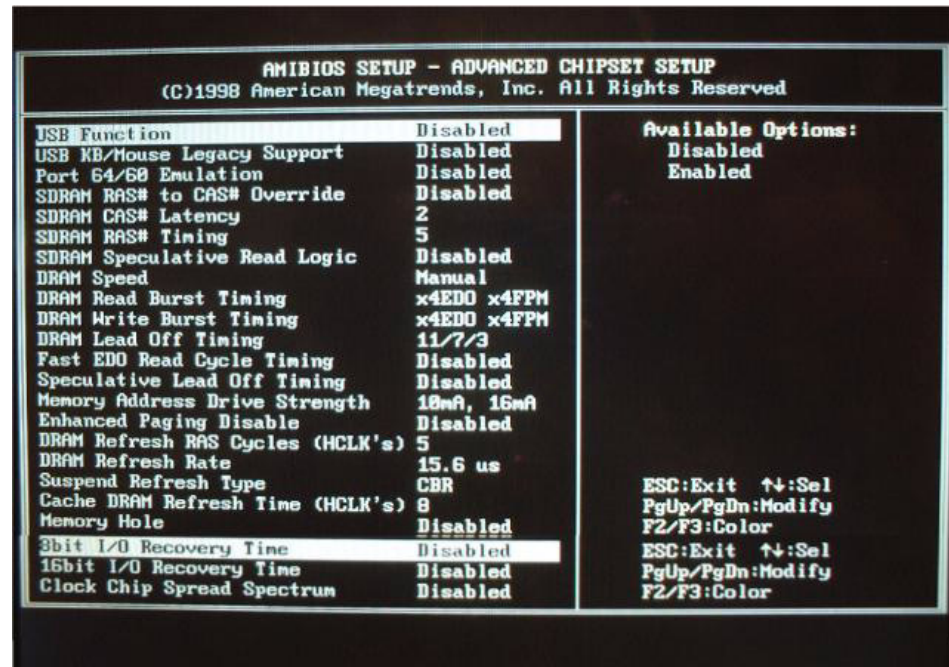 AMIBIOS SETUP - ADVANCED CHIPSET SETUP
(C)1998 American Megatrends, Inc. All Rights Reserved
USB Function Disabled
USB KB/Mouse Legacy Support Disabled
Port 64/60 Emulation Disabled
SDRAM RAS# to CAS# Override Disabled
SDRAM CAS# Latency 2
SDRAM RAS# Timing 5
SDRAM Speculative Read Logic Disabled
DRAM Speed Manual
DRAM Read Burst Timing x4EDO x4FPM
DRAM Write Burst Timing x4EDO x4FPM
DRAM Lead Off Timing 11/7/3
Fast EDO Read Cycle Timing Disabled
Speculative Lead Off Timing Disabled
Memory Address Drive Strength 10mA, 16mA
Enhanced Paging Disable Disabled
DRAM Refresh RAS Cycles (HCLK's) 5
DRAM Refresh Rate 15.6 us
Suspend Refresh Type CBR
Cache DRAM Refresh Time (HCLK's) 8
Memory Hole Disabled
8bit I/O Recovery Time Disabled
16bit I/O Recovery Time Disabled
Clock Chip Spread Spectrum Disabled
Available Options:
Disabled
Enabled
ESC:Exit ↑↓:Sel
PgUp/PgDn:Modify
F2/F3:Color
ESC:Exit ↑↓:Sel
PgUp/PgDn:Modify
F2/F3:Color